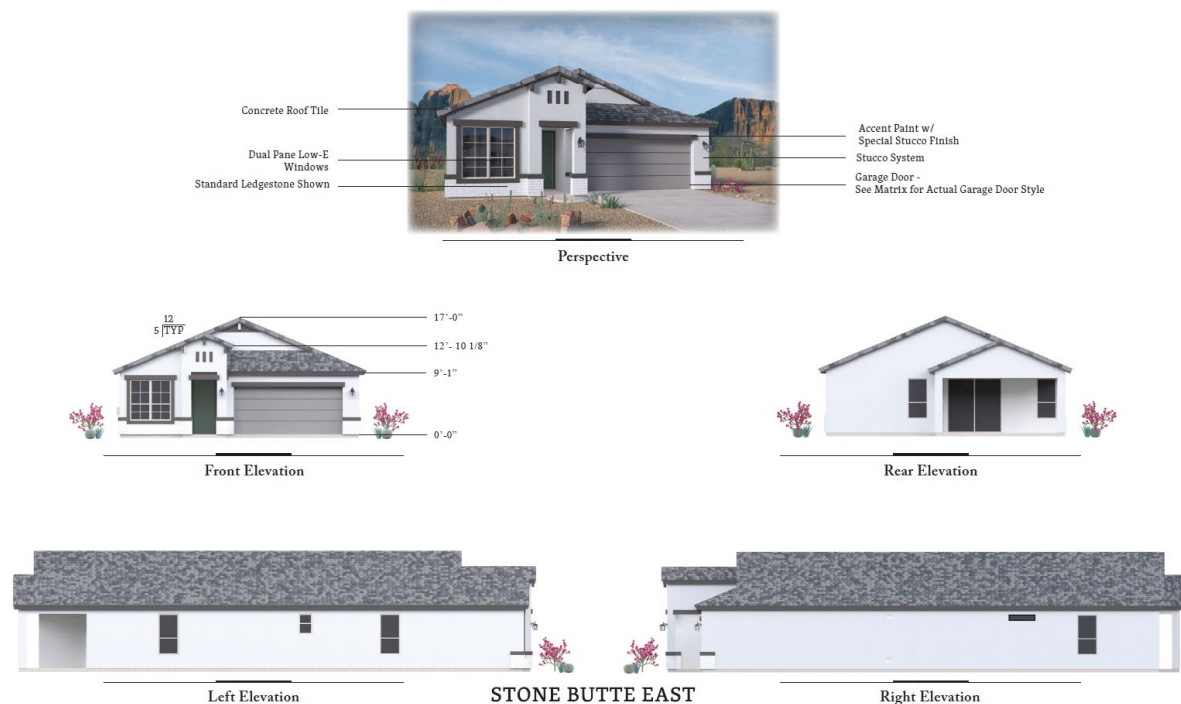 Concrete Roof Tile
Dual Pane Low-E
Windows
Standard Ledgestone Shown
Accent Paint w/
Special Stucco Finish
Stucco System
Garage Door -
See Matrix for Actual Garage Door Style
Perspective
12
5 TYP
17'-0"
12'- 10 1/8"
9'-1"
0'-0"
Front Elevation
Rear Elevation
Left Elevation
STONE BUTTE EAST
Right Elevation